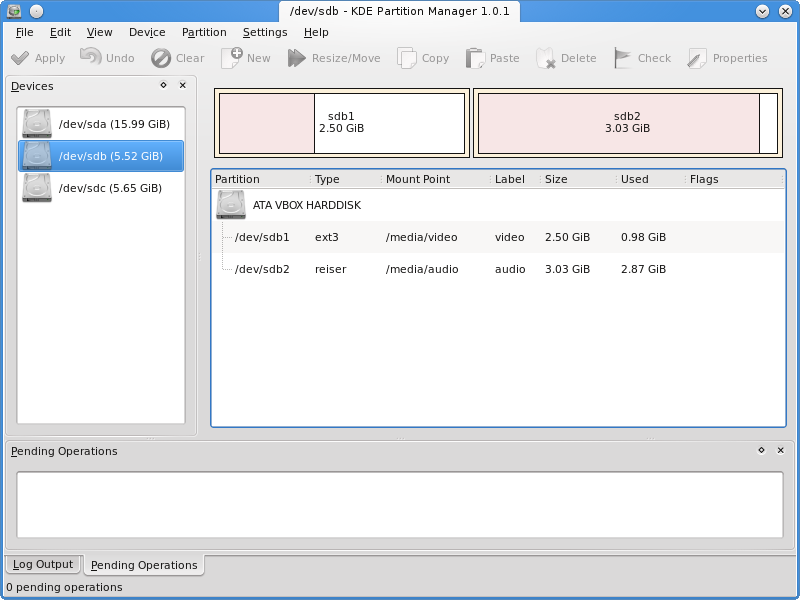 /dev/sdb - KDE Partition Manager 1.0.1
File Edit View Device Partition Settings Help
Apply Undo Clear New Resize/Move Copy Paste Delete Check Properties
Devices
/dev/sda (15.99 GiB)
/dev/sdb (5.52 GiB)
/dev/sdc (5.65 GiB)
sdb1
2.50 GiB
sdb2
3.03 GiB
Partition Type Mount Point Label Size Used Flags
ATA VBOX HARDDISK
/dev/sdb1 ext3 /media/video video 2.50 GiB 0.98 GiB
/dev/sdb2 reiser /media/audio audio 3.03 GiB 2.87 GiB
Pending Operations
Log Output Pending Operations
0 pending operations